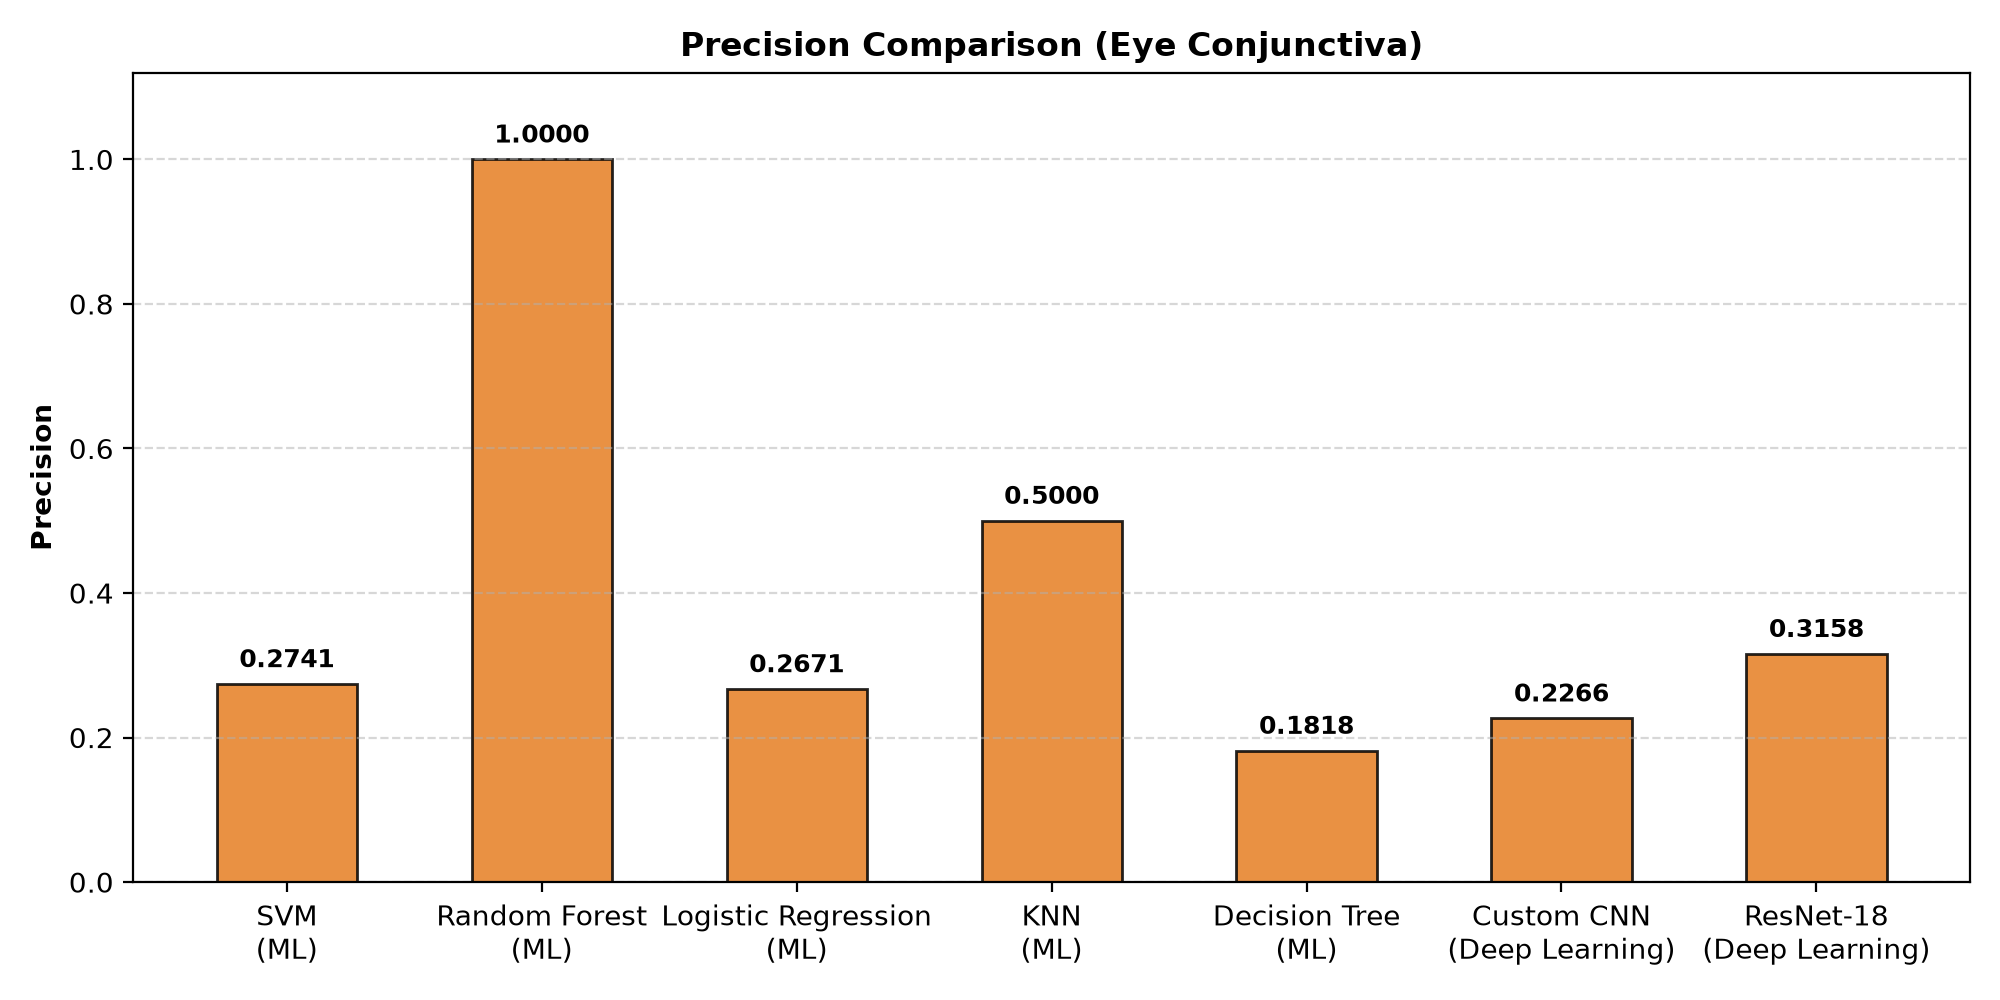 Precision Comparison (Eye Conjunctiva)
Precision
1.0
0.8
0.6
0.4
0.2
0.0
0.2741
1.0000
0.2671
0.5000
0.1818
0.2266
0.3158
SVM
(ML)
Random Forest
(ML)
Logistic Regression
(ML)
KNN
(ML)
Decision Tree
(ML)
Custom CNN
(Deep Learning)
ResNet-18
(Deep Learning)